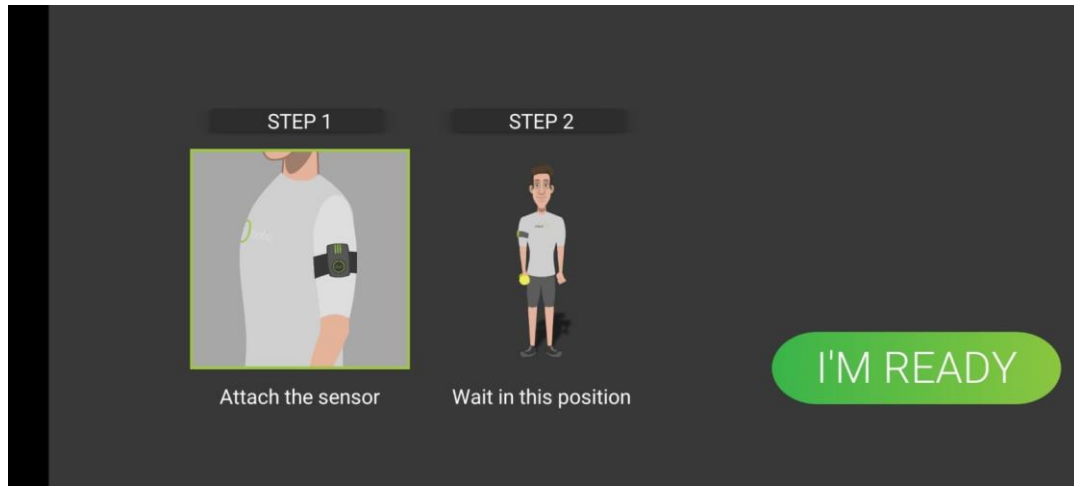 STEP 1
STEP 2
Attach the sensor
Wait in this position
I'M READY